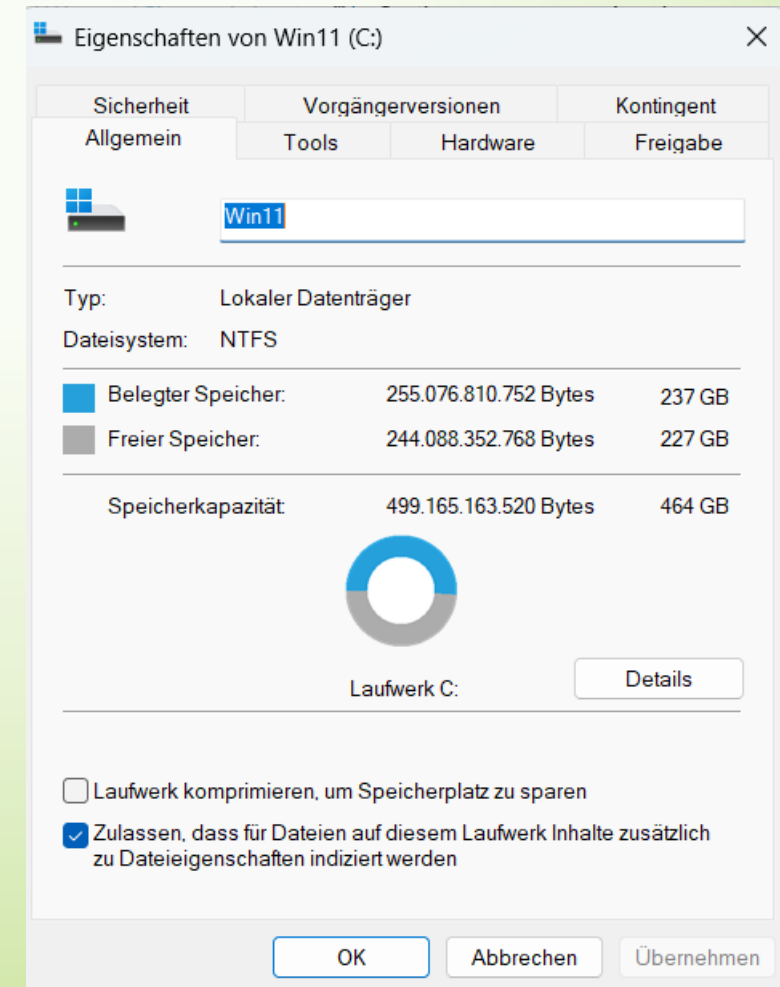 Eigenschaften von Win11 (C:)
Sicherheit Vorgängerversionen Kontingent
Allgemein Tools Hardware Freigabe
Win11
Typ: Lokaler Datenträger
Dateisystem: NTFS
Belegter Speicher: 255.076.810.752 Bytes 237 GB
Freier Speicher: 244.088.352.768 Bytes 227 GB
Speicherkapazität: 499.165.163.520 Bytes 464 GB
Laufwerk C:
Details
Laufwerk komprimieren, um Speicherplatz zu sparen
Zulassen, dass für Dateien auf diesem Laufwerk Inhalte zusätzlich
zu Dateieigenschaften indiziert werden
OK Abbrechen Übernehmen